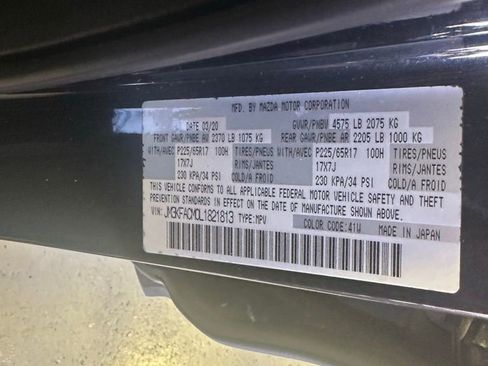 MFD. BY MAZDA MOTOR CORPORATION
DATE 03/20 GVWR/PNBV 4575 LB 2075 KG
FRONT GAWR/PNBE AV 2370 LB 1075 KG REAR GAWR/PNBE AR 2205 LB 1000 KG
WITH/AVEC P225/65R17 100H TIRES/PNEUS WITH/AVEC P225/65R17 100H TIRES/PNEUS
17X7J RIMS/JANTES 17X7J RIMS/JANTES
230 KPA/34 PSI COLD/A FROID 230 KPA/34 PSI COLD/A FROID
THIS VEHICLE CONFORMS TO ALL APPLICABLE FEDERAL MOTOR VEHICLE SAFETY AND THEFT
PREVENTION STANDARDS IN EFFECT ON THE DATE OF MANUFACTURE SHOWN ABOVE.
VIN: JM3KFACM0L1821813 TYPE: MPV COLOR CODE: 41W MADE IN JAPAN